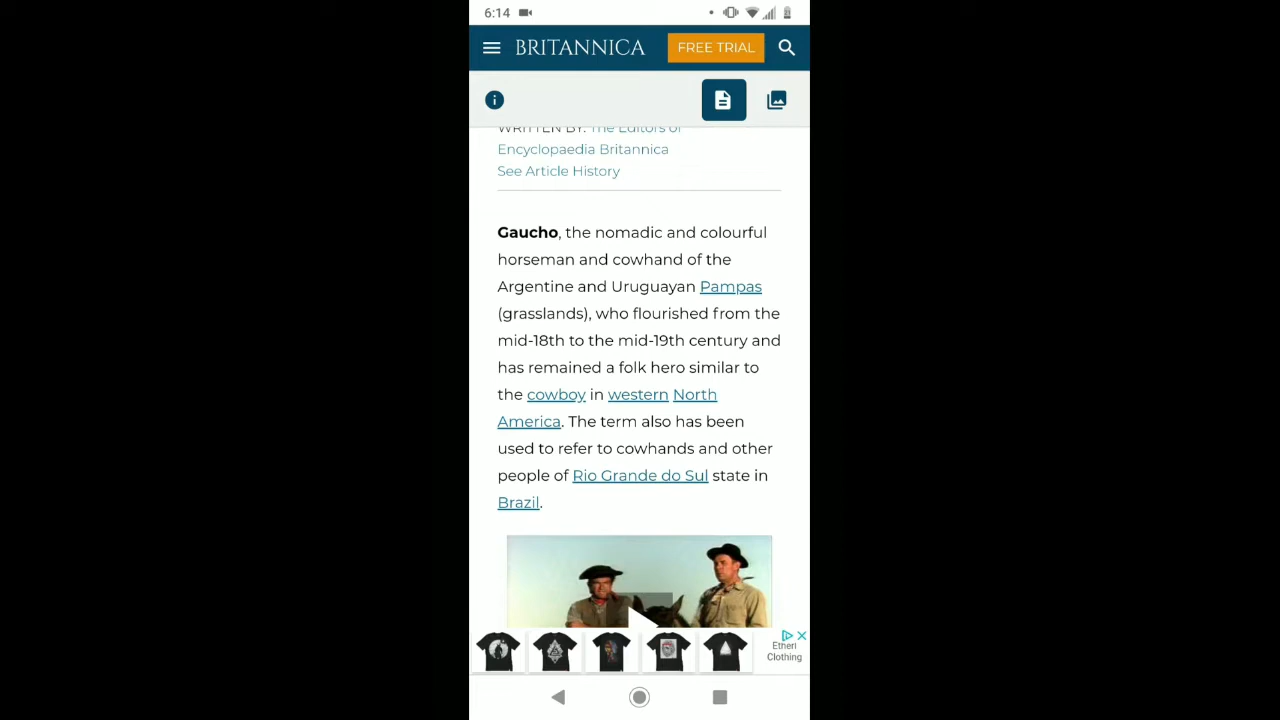 6:14
BRITANNICA
FREE TRIAL
WRITTEN BY: The Editors of
Encyclopaedia Britannica
See Article History
Gaucho, the nomadic and colourful
horseman and cowhand of the
Argentine and Uruguayan Pampas
(grasslands), who flourished from the
mid-18th to the mid-19th century and
has remained a folk hero similar to
the cowboy in western North
America. The term also has been
used to refer to cowhands and other
people of Rio Grande do Sul state in
Brazil.
Etherl
Clothing